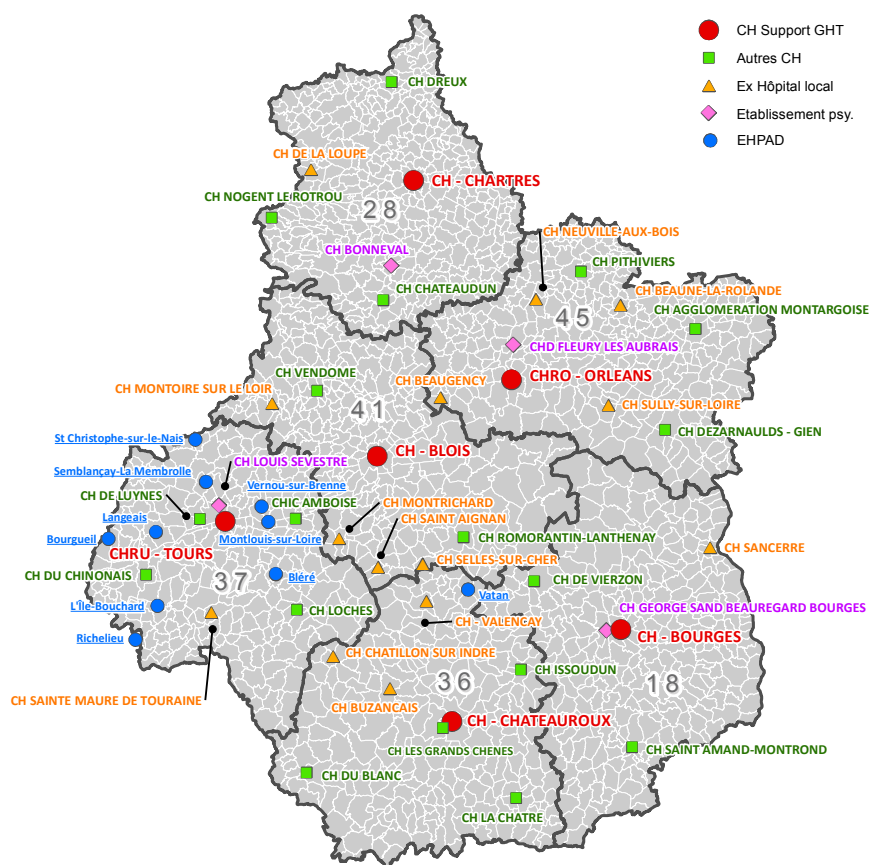 CH Support GHT
Autres CH
Ex Hôpital local
Etablissement psy.
EHPAD
CH DREUX
CH DE LA LOUPE
CH - CHARTRES
CH NOGENT LE ROTROU
28
CH NEUVILLE-AUX-BOIS
CH BONNEVAL
CH PITHIVIERS
CH CHATEAUDUN
CH BEAUNE-LA-ROLANDE
CH AGGLOMERATION MONTARGOISE
45
CHD FLEURY LES AUBRAIS
CH VENDOME
CHRO - ORLEANS
CH MONTOIRE SUR LE LOIR
CH BEAUGENCY
41
CH SULLY-SUR-LOIRE
CH DEZARNAULDS - GIEN
St Christophe-sur-le-Nais
CH - BLOIS
CH LOUIS SEVESTRE
Semblançay-La Membrolle
Vernou-sur-Brenne
CH DE LUYNES
CHIC AMBOISE
CH MONTRICHARD
Langeais
CH SAINT AIGNAN
Bourgueil
Montlouis-sur-Loire
CH ROMORANTIN-LANTHENAY
CHRU - TOURS
CH SANCERRE
CH SELLES-SUR-CHER
CH DU CHINONAIS
37
Bléré
CH DE VIERZON
Vatan
L'Île-Bouchard
CH LOCHES
CH GEORGE SAND BEAUREGARD BOURGES
CH - VALENCAY
Richelieu
CH - BOURGES
CH CHATILLON SUR INDRE
CH ISSOUDUN
36
18
CH SAINTE MAURE DE TOURAINE
CH BUZANCAIS
CH - CHATEAUROUX
CH LES GRANDS CHENES
CH SAINT AMAND-MONTROND
CH DU BLANC
CH LA CHATRE